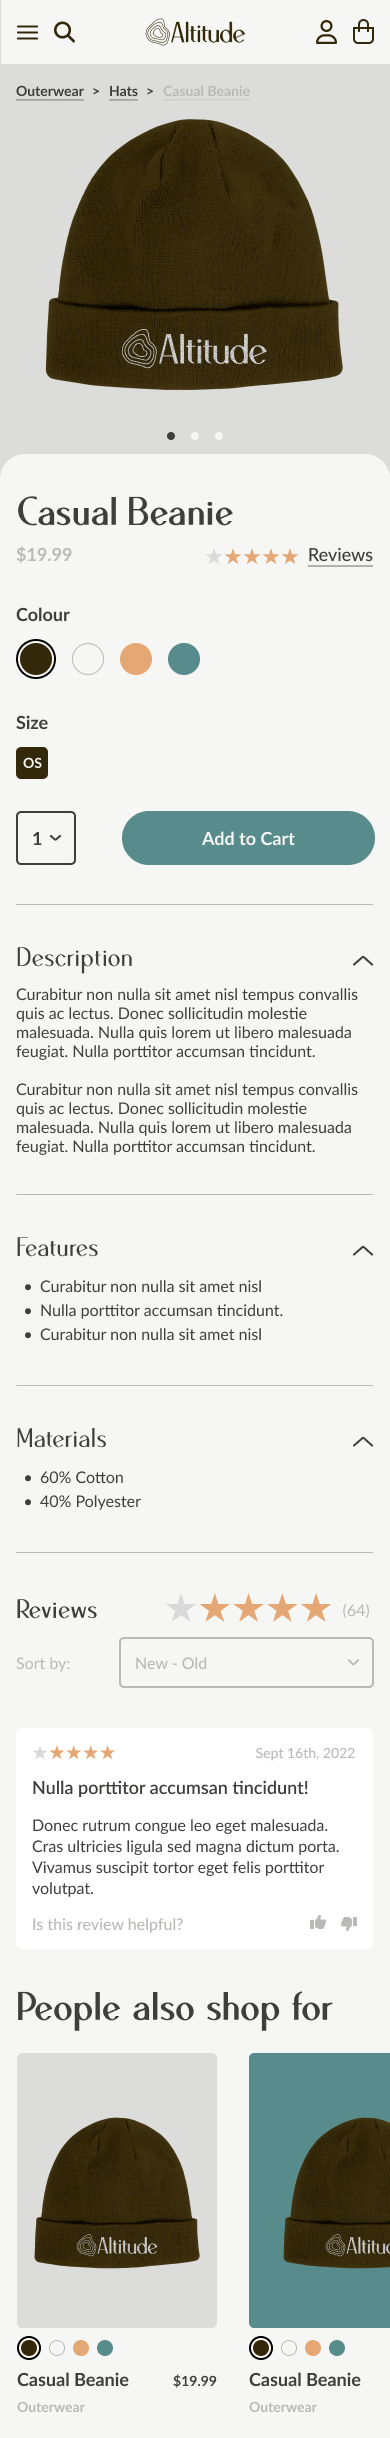 Altitude
Outerwear > Hats > Casual Beanie
Altitude
Casual Beanie
$19.99 Reviews
Colour
Size
OS
1 Add to Cart
Description
Curabitur non nulla sit amet nisl tempus convallis
quis ac lectus. Donec sollicitudin molestie
malesuada. Nulla quis lorem ut libero malesuada
feugiat. Nulla porttitor accumsan tincidunt.
Curabitur non nulla sit amet nisl tempus convallis
quis ac lectus. Donec sollicitudin molestie
malesuada. Nulla quis lorem ut libero malesuada
feugiat. Nulla porttitor accumsan tincidunt.
Features
• Curabitur non nulla sit amet nisl
• Nulla porttitor accumsan tincidunt.
• Curabitur non nulla sit amet nisl
Materials
• 60% Cotton
• 40% Polyester
Reviews (64)
Sort by: New - Old
Sept 16th, 2022
Nulla porttitor accumsan tincidunt!
Donec rutrum congue leo eget malesuada.
Cras ultricies ligula sed magna dictum porta.
Vivamus suscipit tortor eget felis porttitor
volutpat.
Is this review helpful?
People also shop for
Altitude Altitu
Casual Beanie $19.99 Casual Beanie
Outerwear Outerwear